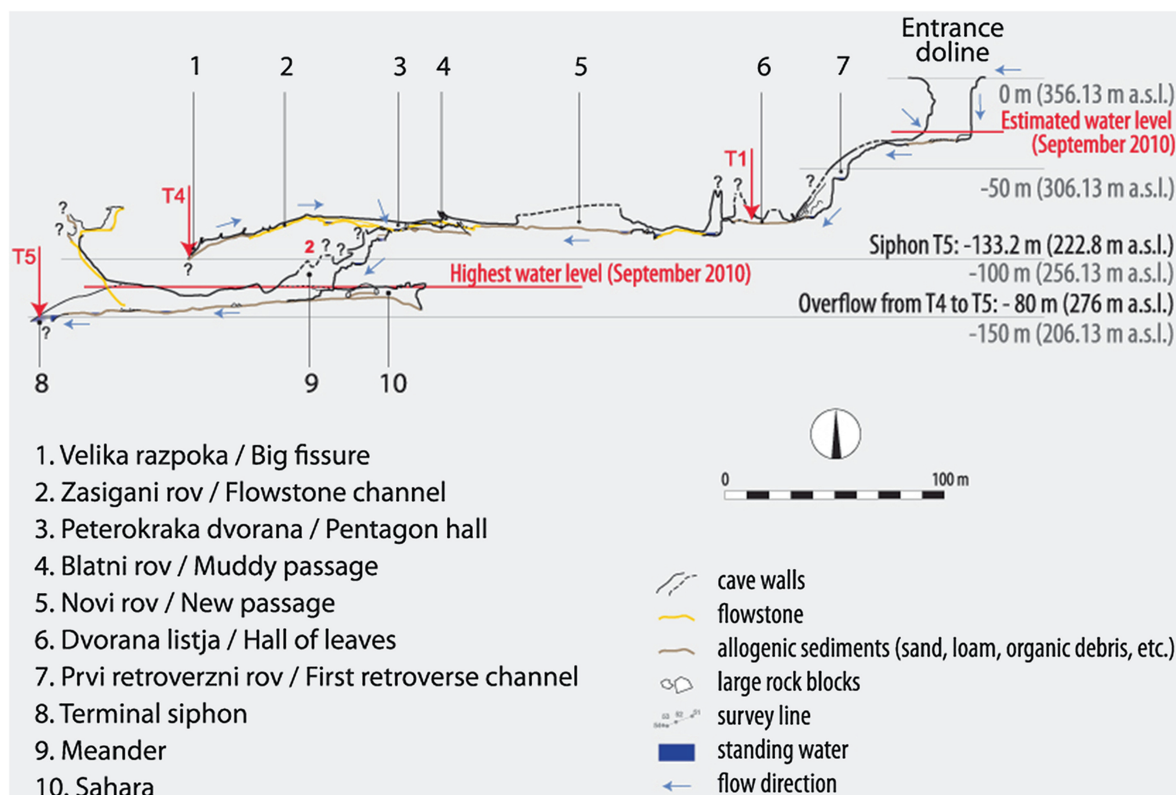 Entrance
doline
1 2 3 4 5 6 7
0 m (356.13 m a.s.l.)
Estimated water level
(September 2010)
T1
? ? ?
-50 m (306.13 m a.s.l.)
T4
?
?
T5
2
? ? ?
?
Siphon T5: -133.2 m (222.8 m a.s.l.)
Highest water level (September 2010)
-100 m (256.13 m a.s.l.)
Overflow from T4 to T5: - 80 m (276 m a.s.l.)
-150 m (206.13 m a.s.l.)
?
8 9 10
1. Velika razpoka / Big fissure
2. Zasigani rov / Flowstone channel
3. Peterokraka dvorana / Pentagon hall
4. Blatni rov / Muddy passage
5. Novi rov / New passage
6. Dvorana listja / Hall of leaves
7. Prvi retroverzni rov / First retroverse channel
8. Terminal siphon
9. Meander
10. Sahara
0 100 m
cave walls
flowstone
allogenic sediments (sand, loam, organic debris, etc.)
large rock blocks
survey line
standing water
flow direction